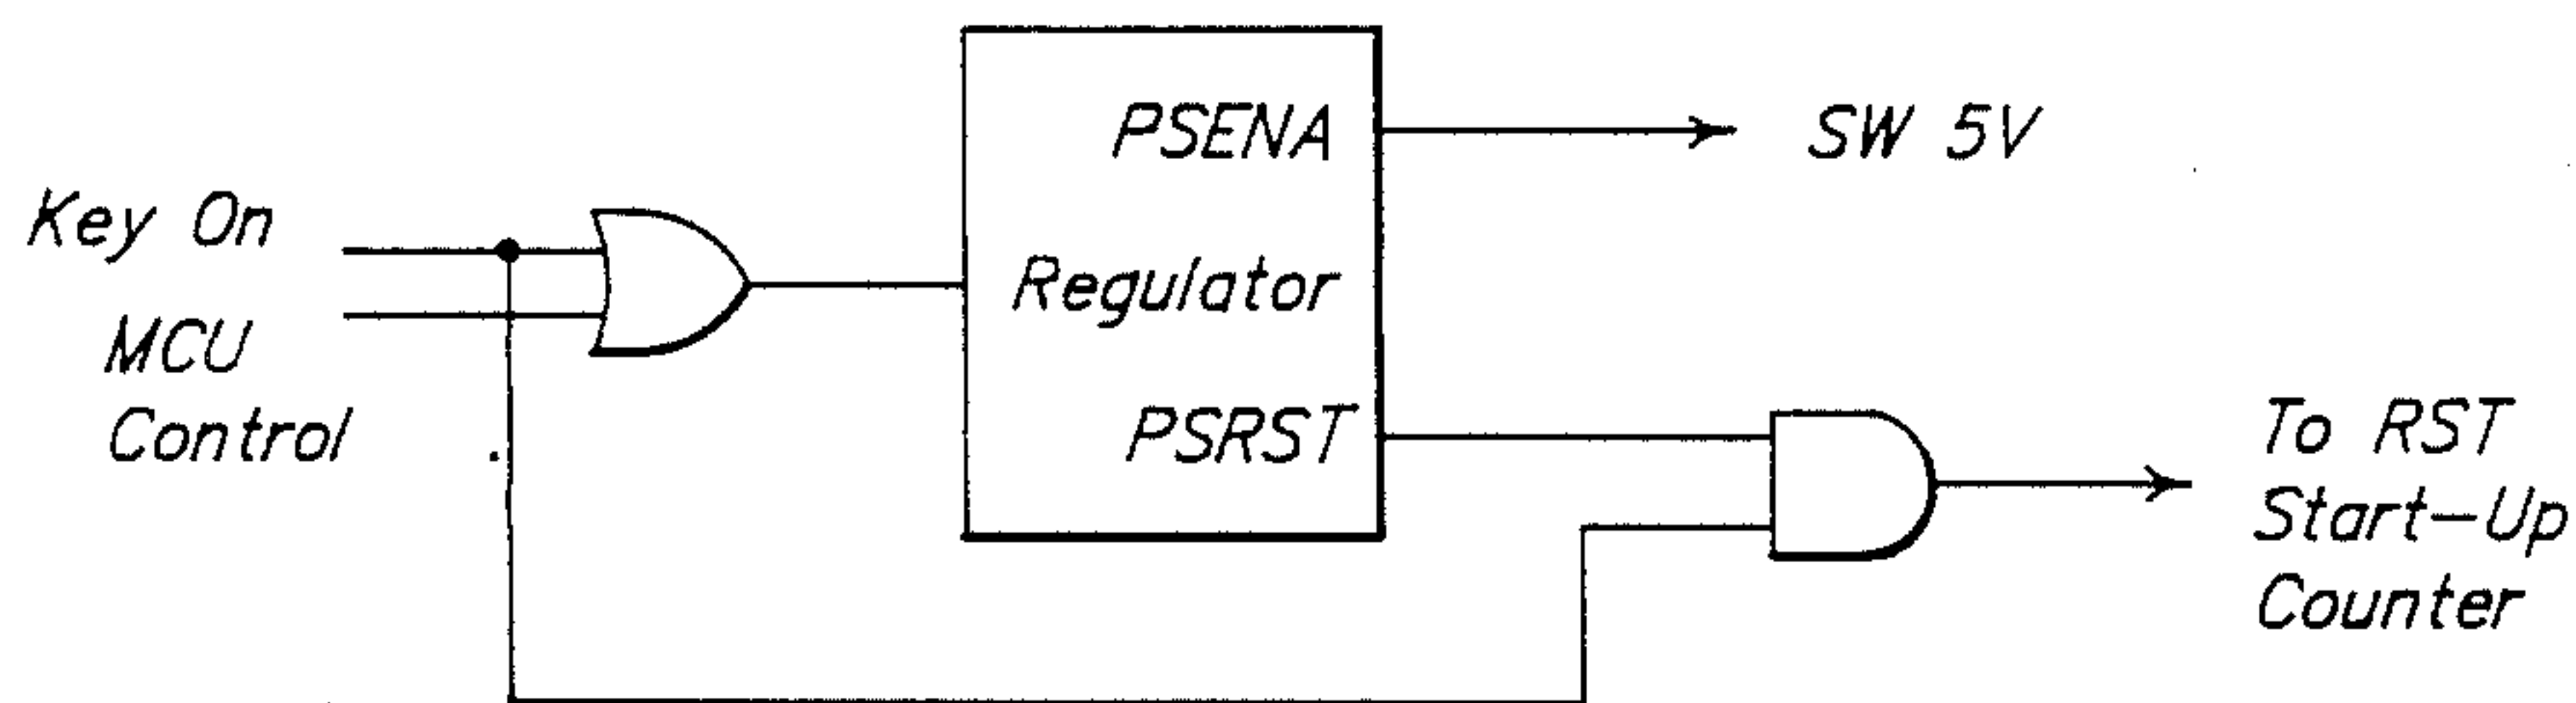 Key On
MCU
Control
PSENA
Regulator
PSRST
SW 5V
To RST
Start-Up
Counter